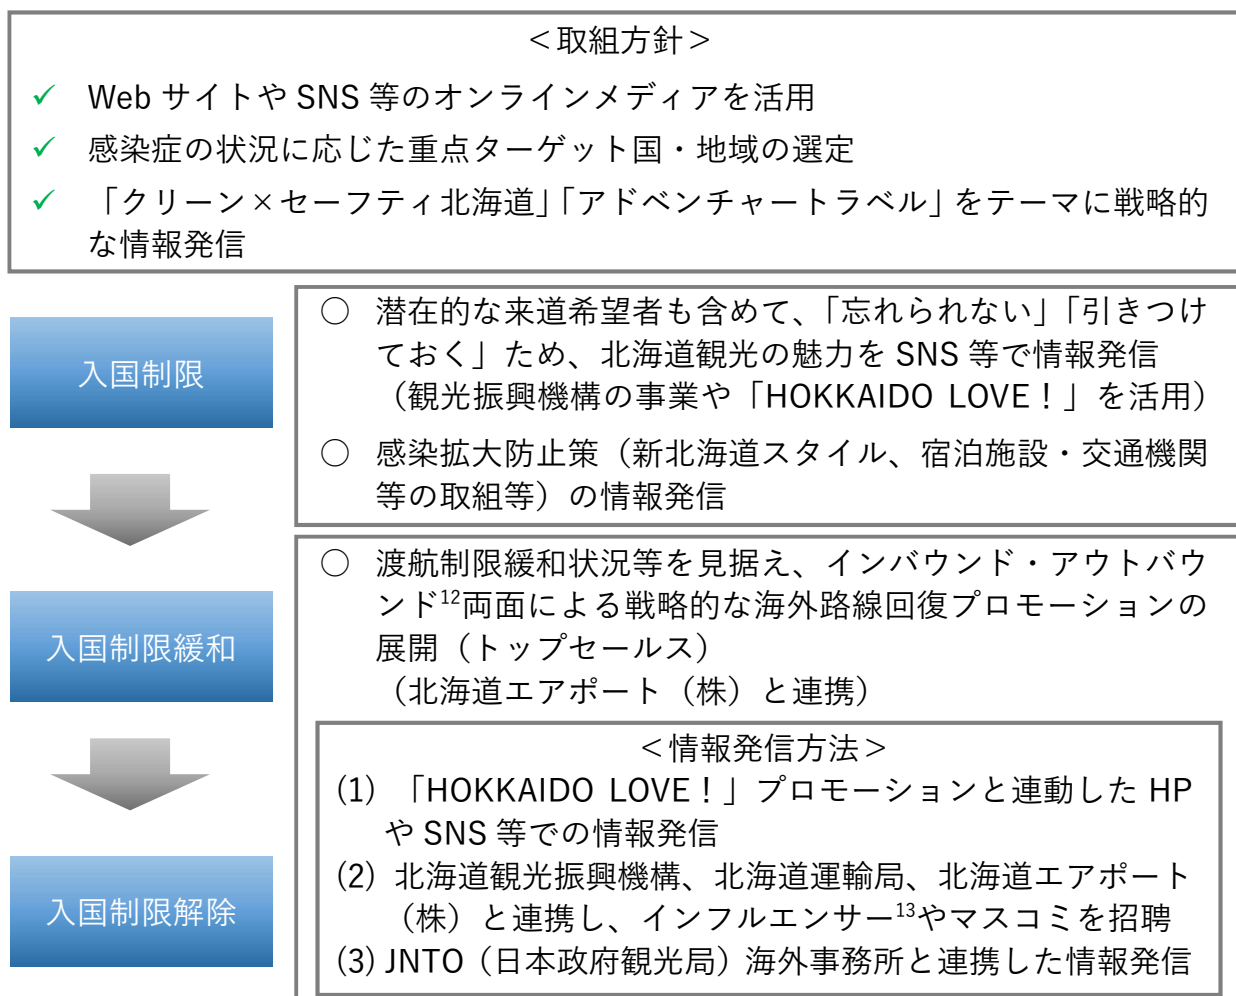 ＜取組方針＞
✓ Web サイトや SNS 等のオンラインメディアを活用
✓ 感染症の状況に応じた重点ターゲット国・地域の選定
✓ 「クリーン×セーフティ北海道」「アドベンチャートラベル」をテーマに戦略的
な情報発信
入国制限
○ 潜在的な来道希望者も含めて、「忘れられない」「引きつけ
ておく」ため、北海道観光の魅力を SNS 等で情報発信
（観光振興機構の事業や「HOKKAIDO LOVE！」を活用）
○ 感染拡大防止策（新北海道スタイル、宿泊施設・交通機関
等の取組等）の情報発信
入国制限緩和
○ 渡航制限緩和状況等を見据え、インバウンド・アウトバウ
ンド12両面による戦略的な海外路線回復プロモーションの
展開（トップセールス）
（北海道エアポート（株）と連携）
＜情報発信方法＞
(1) 「HOKKAIDO LOVE！」プロモーションと連動した HP
や SNS 等での情報発信
(2) 北海道観光振興機構、北海道運輸局、北海道エアポート
（株）と連携し、インフルエンサー13やマスコミを招聘
(3) JNTO（日本政府観光局）海外事務所と連携した情報発信
入国制限解除